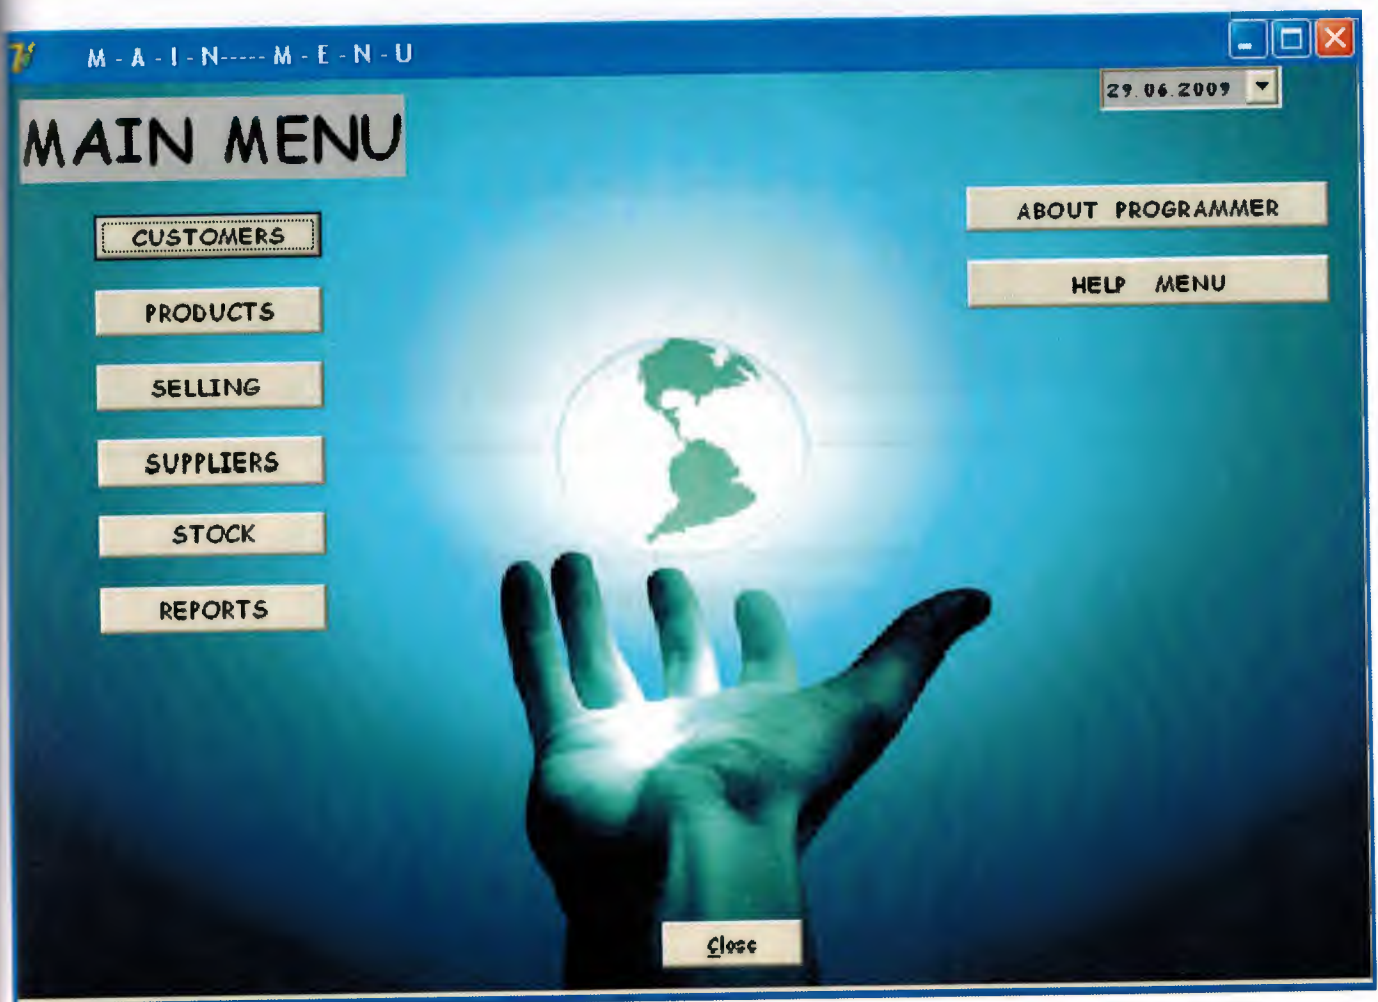 M - A - I - N----- M - E - N - U
29.06.2009
MAIN MENU
CUSTOMERS
PRODUCTS
SELLING
SUPPLIERS
STOCK
REPORTS
ABOUT PROGRAMMER
HELP MENU
Close